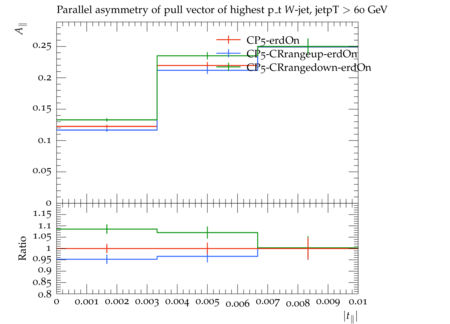 Parallel asymmetry of pull vector of highest p_t W-jet, jetpT > 60 GeV
A∥
0.25
0.2
0.15
0.1
0.05
0
CP5-erdOn
CP5-CRrangeup-erdOn
CP5-CRrangedown-erdOn
Ratio
1.15
1.1
1.05
1
0.95
0.9
0.85
0.8
0 0.001 0.002 0.003 0.004 0.005 0.006 0.007 0.008 0.009 0.01
|t∥|